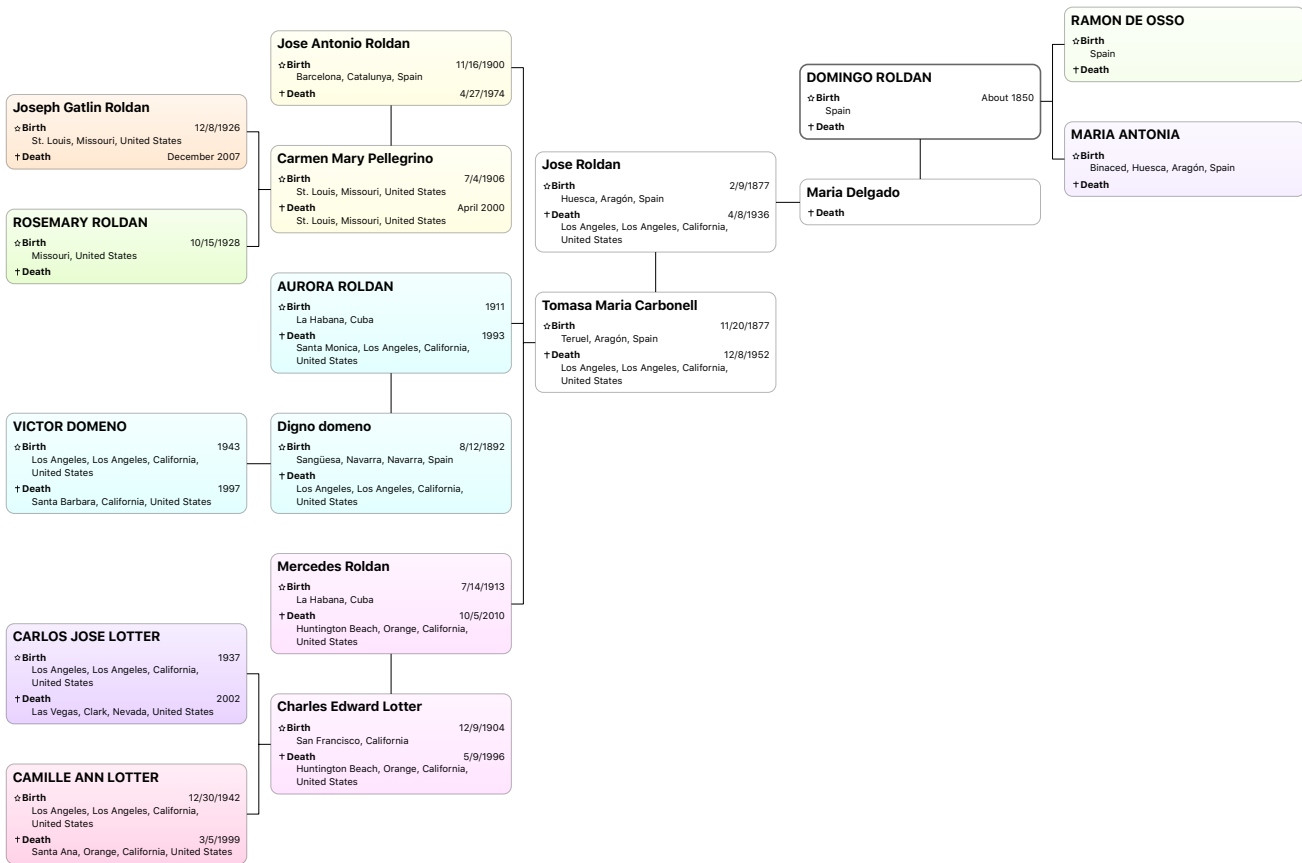 Joseph Gatlin Roldan
☆Birth 12/8/1926
St. Louis, Missouri, United States
†Death December 2007
ROSEMARY ROLDAN
☆Birth 10/15/1928
Missouri, United States
†Death
VICTOR DOMENO
☆Birth 1943
Los Angeles, Los Angeles, California,
United States
†Death 1997
Santa Barbara, California, United States
CARLOS JOSE LOTTER
☆Birth 1937
Los Angeles, Los Angeles, California,
United States
†Death 2002
Las Vegas, Clark, Nevada, United States
CAMILLE ANN LOTTER
☆Birth 12/30/1942
Los Angeles, Los Angeles, California,
United States
†Death 3/5/1999
Santa Ana, Orange, California, United States
Jose Antonio Roldan
☆Birth 11/16/1900
Barcelona, Catalunya, Spain
†Death 4/27/1974
Carmen Mary Pellegrino
☆Birth 7/4/1906
St. Louis, Missouri, United States
†Death April 2000
St. Louis, Missouri, United States
AURORA ROLDAN
☆Birth 1911
La Habana, Cuba
†Death 1993
Santa Monica, Los Angeles, California,
United States
Digno domeno
☆Birth 8/12/1892
Sangüesa, Navarra, Navarra, Spain
†Death
Los Angeles, Los Angeles, California,
United States
Mercedes Roldan
☆Birth 7/14/1913
La Habana, Cuba
†Death 10/5/2010
Huntington Beach, Orange, California,
United States
Charles Edward Lotter
☆Birth 12/9/1904
San Francisco, California
†Death 5/9/1996
Huntington Beach, Orange, California,
United States
Jose Roldan
☆Birth 2/9/1877
Huesca, Aragón, Spain
†Death 4/8/1936
Los Angeles, Los Angeles, California,
United States
Tomasa Maria Carbonell
☆Birth 11/20/1877
Teruel, Aragón, Spain
†Death 12/8/1952
Los Angeles, Los Angeles, California,
United States
DOMINGO ROLDAN
☆Birth About 1850
Spain
†Death
Maria Delgado
†Death
RAMON DE OSSO
☆Birth
Spain
†Death
MARIA ANTONIA
☆Birth
Binaced, Huesca, Aragón, Spain
†Death